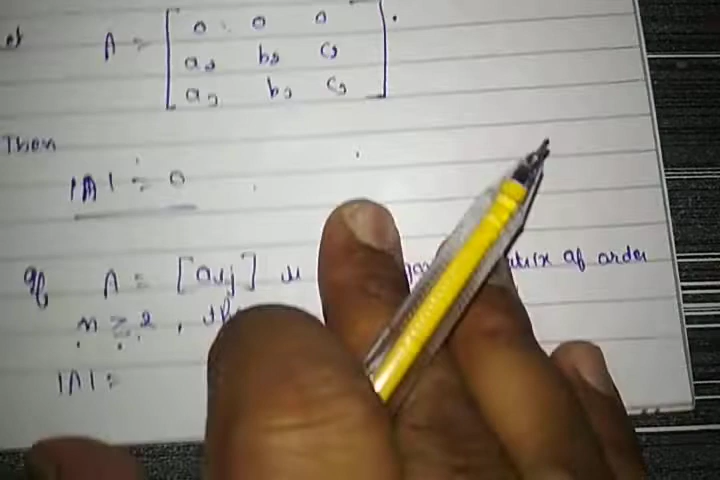 A = [ 0 0 0
a2 b2 c2
a3 b3 c3 ].
Then
|A| = 0
If A = [aij] is matrix of order
n ≥ 2 ,
|A| =